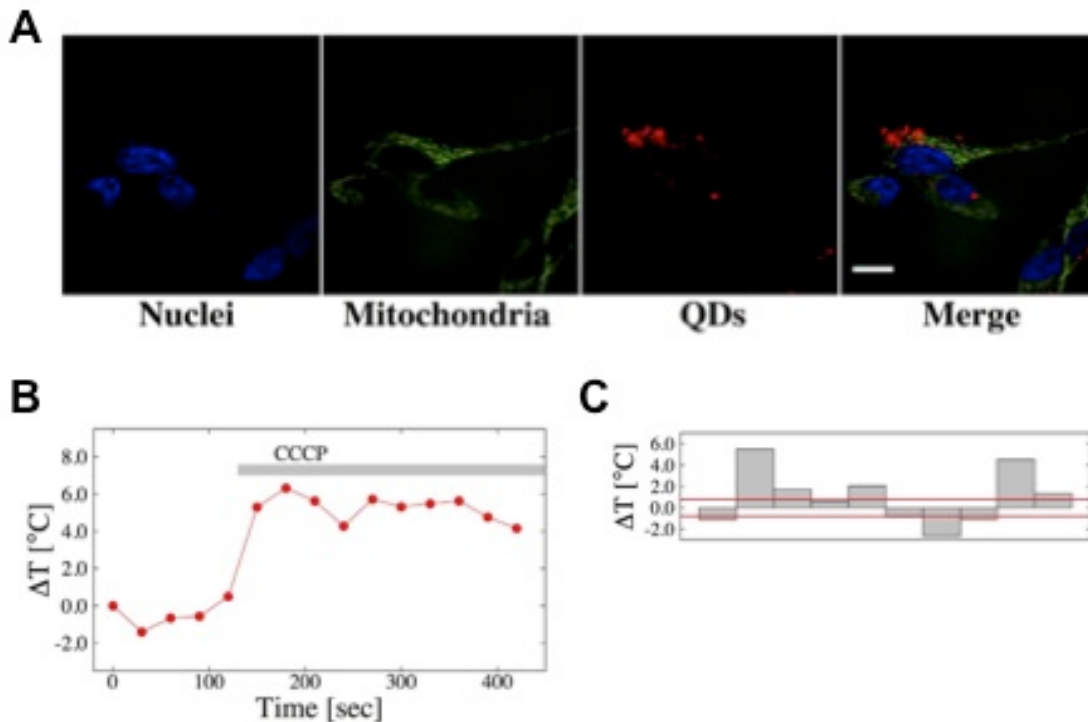 A
Nuclei
Mitochondria
QDs
Merge
B
CCCP
8.0
6.0
4.0
2.0
0.0
-2.0
ΔT [°C]
0
100
200
300
400
Time [sec]
C
6.0
4.0
2.0
0.0
-2.0
ΔT [°C]